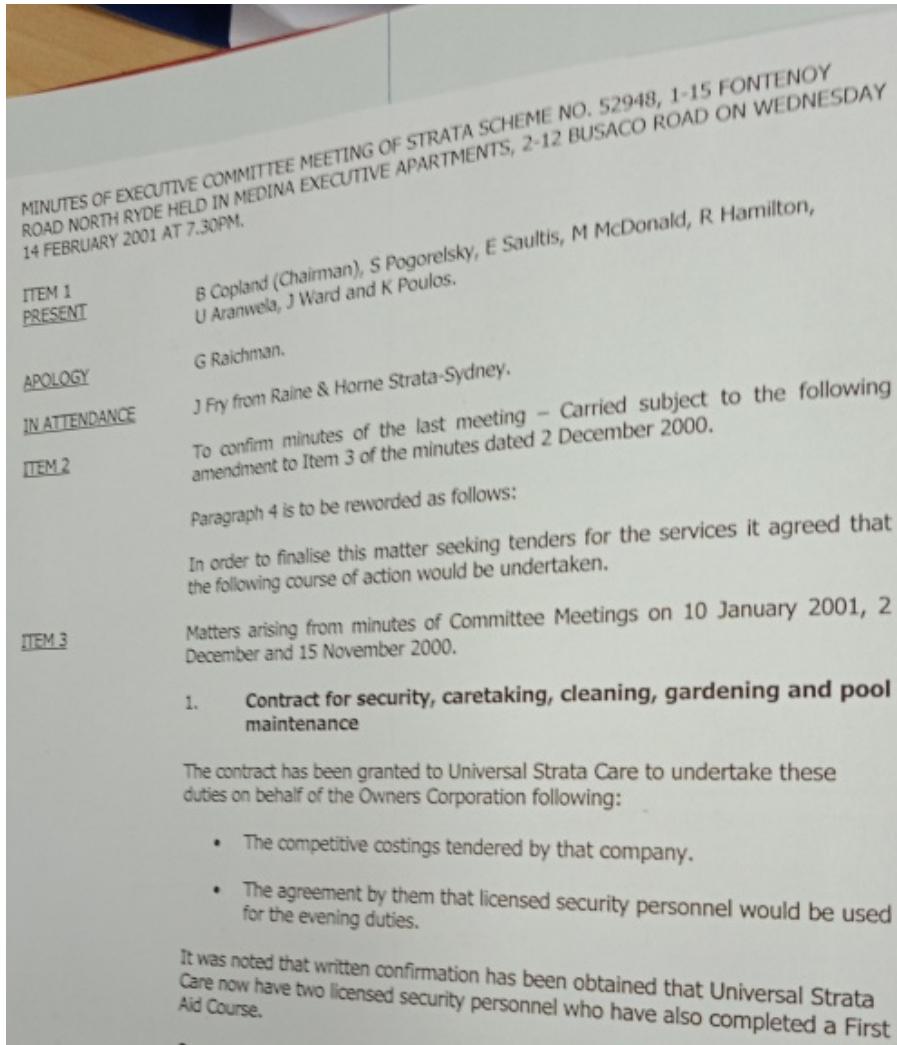 MINUTES OF EXECUTIVE COMMITTEE MEETING OF STRATA SCHEME NO. 52948, 1-15 FONTENOY
ROAD NORTH RYDE HELD IN MEDINA EXECUTIVE APARTMENTS, 2-12 BUSACO ROAD ON WEDNESDAY
14 FEBRUARY 2001 AT 7.30PM.
ITEM 1
PRESENT
B Copland (Chairman), S Pogorelsky, E Saultis, M McDonald, R Hamilton,
U Aranwela, J Ward and K Poulos.
APOLOGY
G Raichman.
IN ATTENDANCE
J Fry from Raine & Horne Strata-Sydney.
ITEM 2
To confirm minutes of the last meeting – Carried subject to the following
amendment to Item 3 of the minutes dated 2 December 2000.
Paragraph 4 is to be reworded as follows:
In order to finalise this matter seeking tenders for the services it agreed that
the following course of action would be undertaken.
ITEM 3
Matters arising from minutes of Committee Meetings on 10 January 2001, 2
December and 15 November 2000.
1. Contract for security, caretaking, cleaning, gardening and pool
maintenance
The contract has been granted to Universal Strata Care to undertake these
duties on behalf of the Owners Corporation following:
• The competitive costings tendered by that company.
• The agreement by them that licensed security personnel would be used
for the evening duties.
It was noted that written confirmation has been obtained that Universal Strata
Care now have two licensed security personnel who have also completed a First
Aid Course.